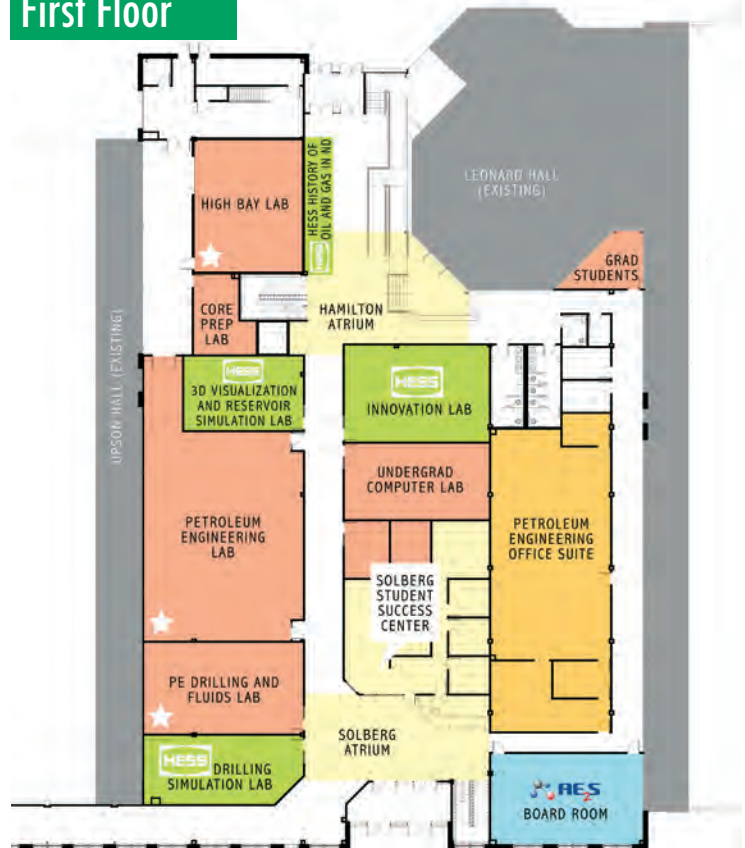 First Floor
HESS HISTORY OF
OIL AND GAS IN ND
HESS
HIGH BAY LAB
LEONARD HALL
(EXISTING)
GRAD
STUDENTS
CORE
PREP
LAB
HAMILTON
ATRIUM
UPSON HALL (EXISTING)
HESS
3D VISUALIZATION
AND RESERVOIR
SIMULATION LAB
HESS
INNOVATION LAB
UNDERGRAD
COMPUTER LAB
PETROLEUM
ENGINEERING
LAB
PETROLEUM
ENGINEERING
OFFICE SUITE
SOLBERG
STUDENT
SUCCESS
CENTER
PE DRILLING AND
FLUIDS LAB
SOLBERG
ATRIUM
HESS DRILLING
SIMULATION LAB
AE2S
BOARD ROOM